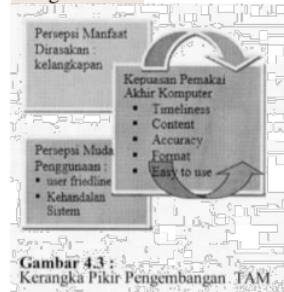 Persepsi Manfaat
Dirasakan :
kelangkapan
Kepuasan Pemakai
Akhir Komputer
▪ Timeliness
▪ Content
▪ Accuracy
▪ Format
▪ Easy to use
Persepsi Muda
Penggunaan :
▪ user friedline
▪ Kehandalan
Sistem
Gambar 4.3 :
Kerangka Pikir Pengembangan TAM